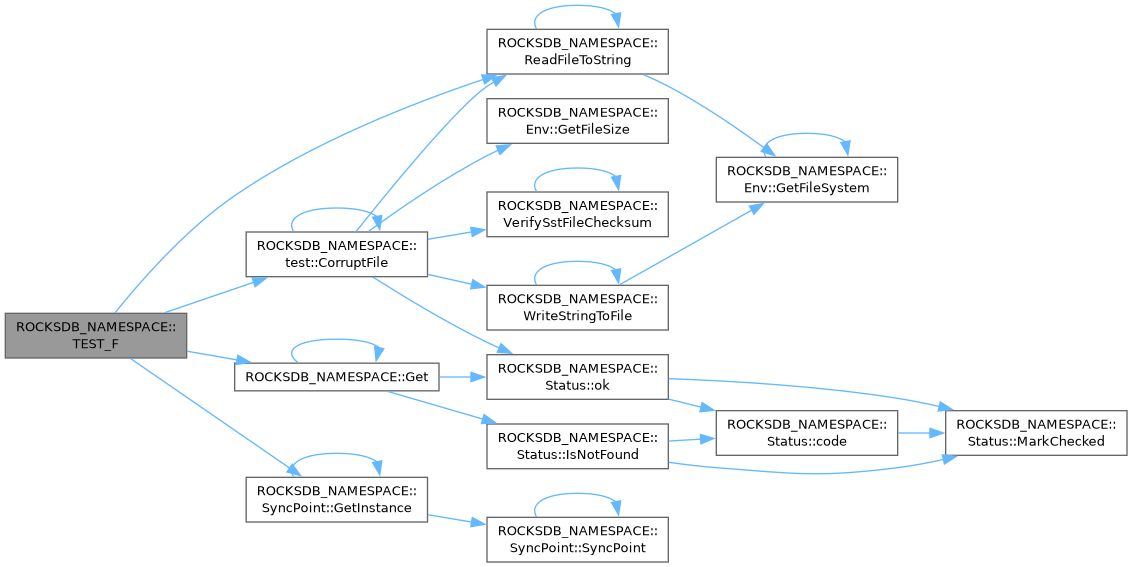 ROCKSDB_NAMESPACE::
TEST_F
ROCKSDB_NAMESPACE::
test::CorruptFile
ROCKSDB_NAMESPACE::Get
ROCKSDB_NAMESPACE::
SyncPoint::GetInstance
ROCKSDB_NAMESPACE::
ReadFileToString
ROCKSDB_NAMESPACE::
Env::GetFileSize
ROCKSDB_NAMESPACE::
VerifySstFileChecksum
ROCKSDB_NAMESPACE::
WriteStringToFile
ROCKSDB_NAMESPACE::
Status::ok
ROCKSDB_NAMESPACE::
Status::IsNotFound
ROCKSDB_NAMESPACE::
SyncPoint::SyncPoint
ROCKSDB_NAMESPACE::
Env::GetFileSystem
ROCKSDB_NAMESPACE::
Status::code
ROCKSDB_NAMESPACE::
Status::MarkChecked